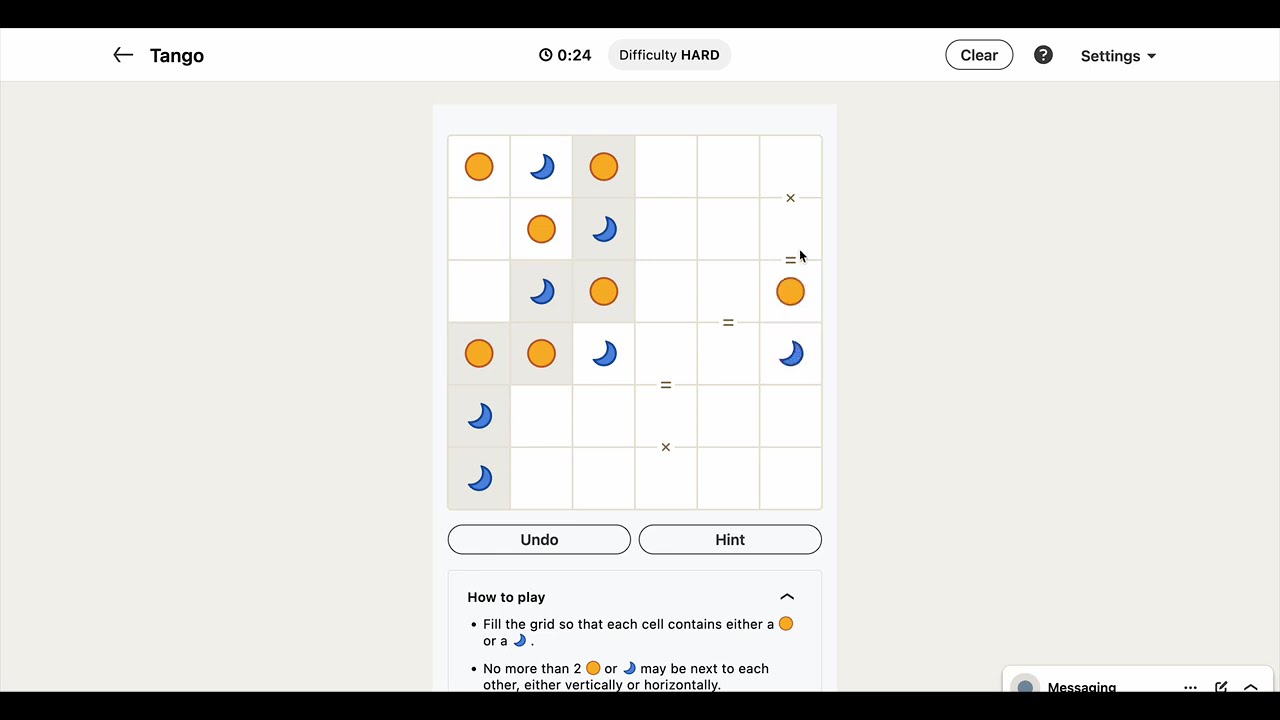 Tango
0:24
Difficulty HARD
Clear
?
Settings
×
=
=
=
×
Undo
Hint
How to play
• Fill the grid so that each cell contains either a
or a .
• No more than 2 or may be next to each
other, either vertically or horizontally.
Messaging